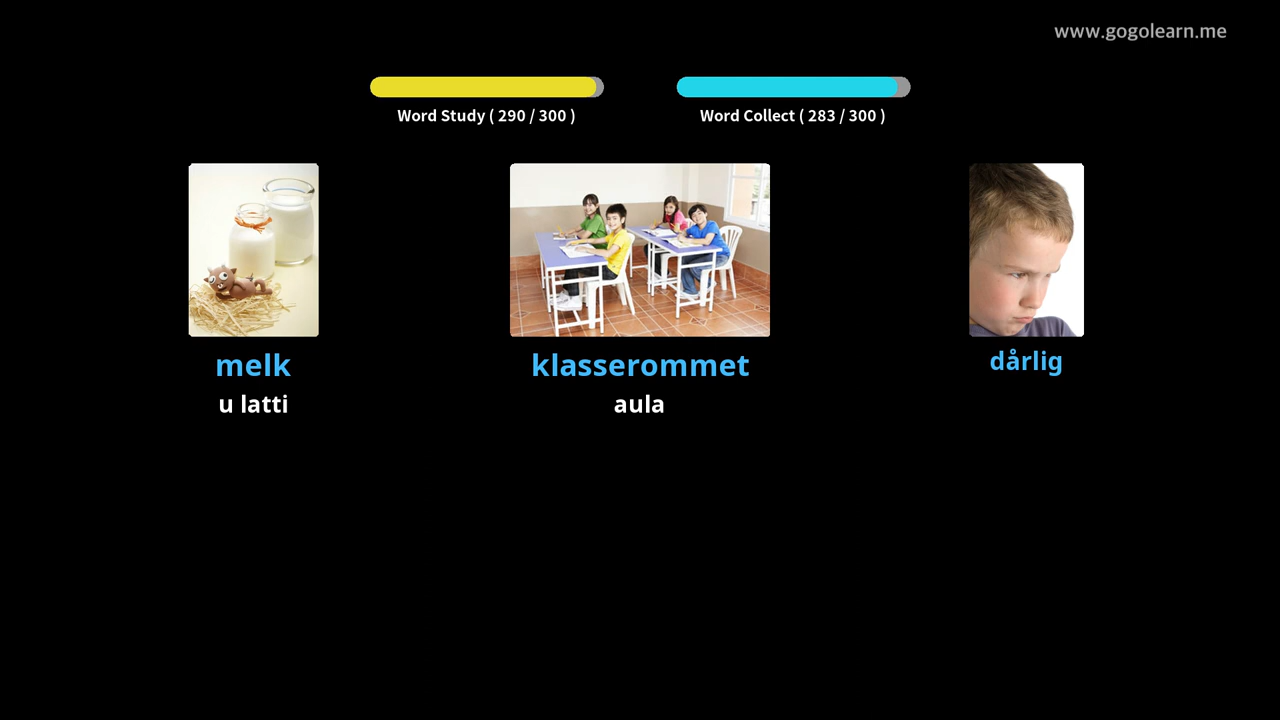 www.gogolearn.me
Word Study ( 290 / 300 )
Word Collect ( 283 / 300 )
melk
klasserommet
dårlig
u latti
aula